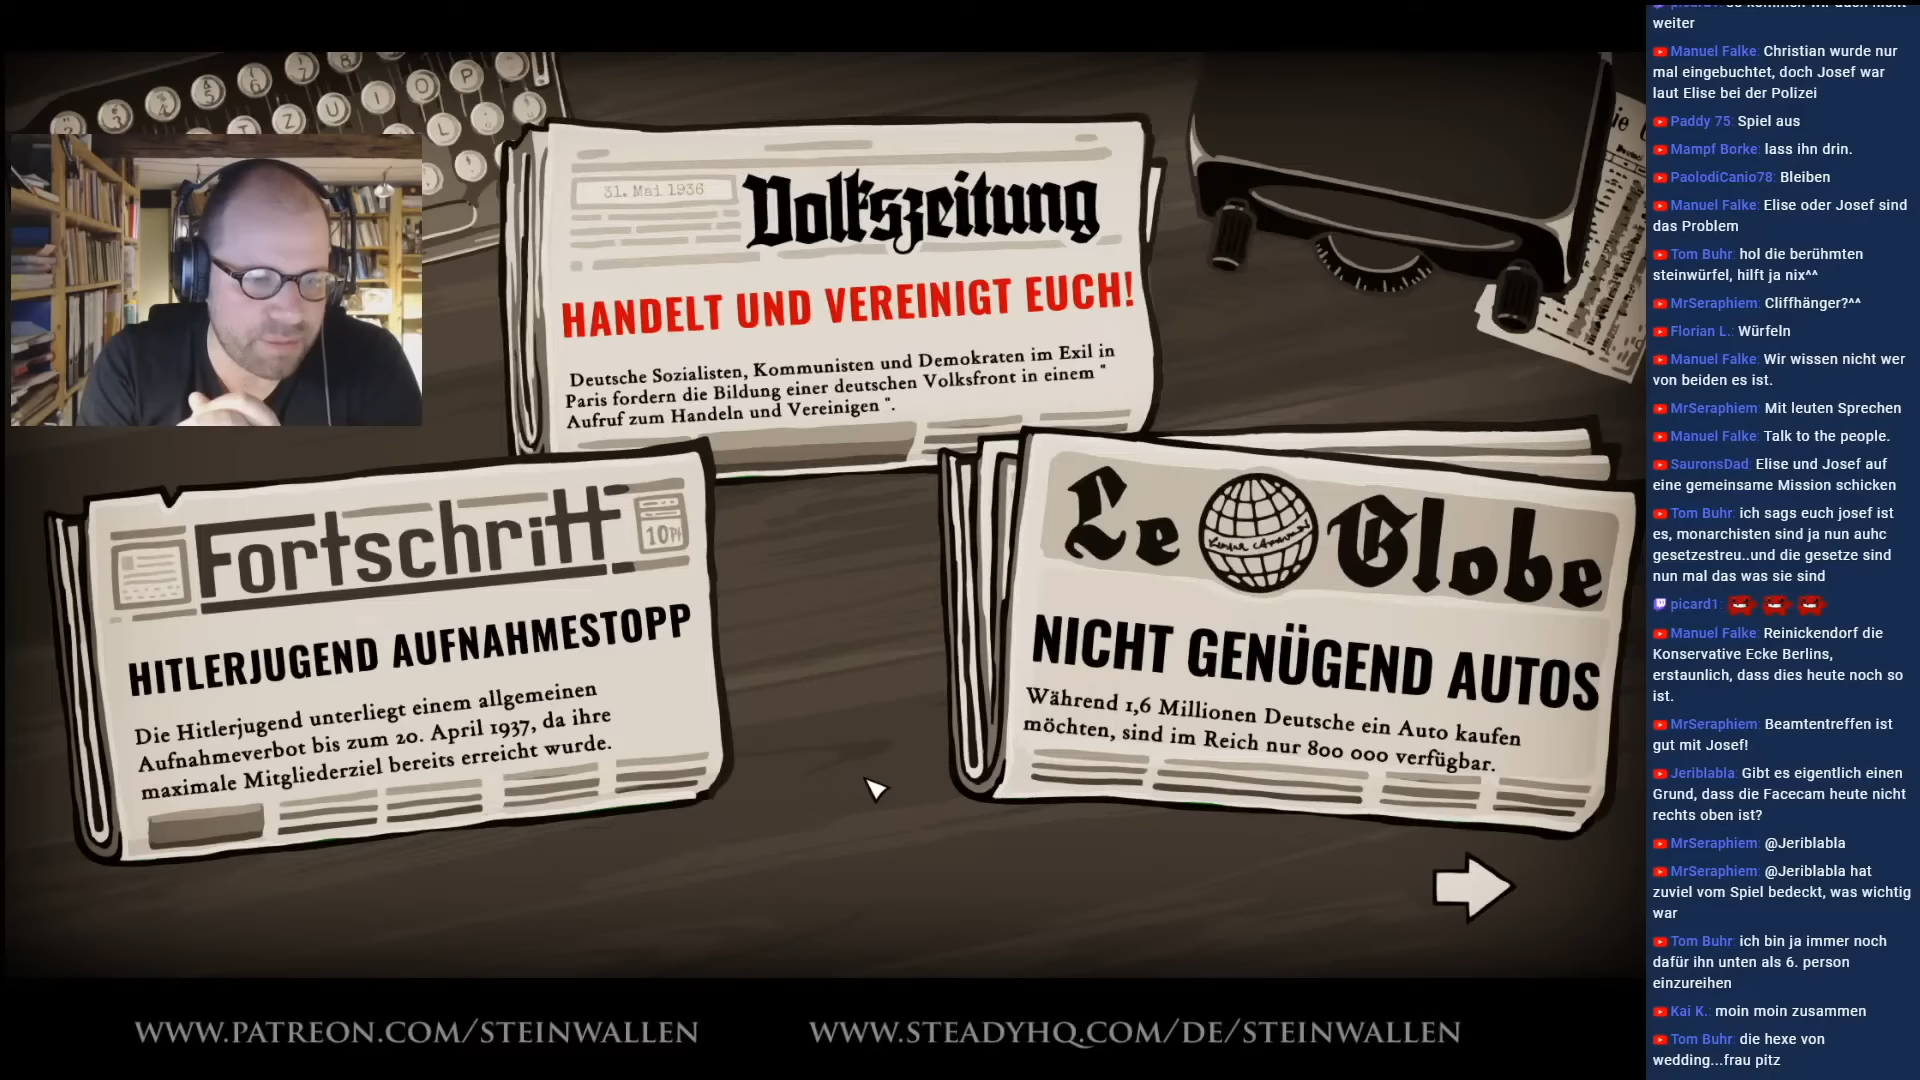 31. Mai 1936
Volkszeitung
HANDELT UND VEREINIGT EUCH!
Deutsche Sozialisten, Kommunisten und Demokraten im Exil in
Paris fordern die Bildung einer deutschen Volksfront in einem "
Aufruf zum Handeln und Vereinigen ".
Fortschritt
HITLERJUGEND AUFNAHMESTOPP
Die Hitlerjugend unterliegt einem allgemeinen
Aufnahmeverbot bis zum 20. April 1937, da ihre
maximale Mitgliederziel bereits erreicht wurde.
Le Globe
NICHT GENÜGEND AUTOS
Während 1,6 Millionen Deutsche ein Auto kaufen
möchten, sind im Reich nur 800 000 verfügbar.
WWW.PATREON.COM/STEINWALLEN
WWW.STEADYHQ.COM/DE/STEINWALLEN
weiter
Manuel Falke: Christian wurde nur
mal eingebuchtet, doch Josef war
laut Elise bei der Polizei
Paddy 75: Spiel aus
Mampf Borke: lass ihn drin.
PaolodiCanio78: Bleiben
Manuel Falke: Elise oder Josef sind
das Problem
Tom Buhr: hol die berühmten
steinwürfel, hilft ja nix^^
MrSeraphiem: Cliffhänger?^^
Florian L.: Würfeln
Manuel Falke: Wir wissen nicht wer
von beiden es ist.
MrSeraphiem: Mit leuten Sprechen
Manuel Falke: Talk to the people.
SauronsDad: Elise und Josef auf
eine gemeinsame Mission schicken
Tom Buhr: ich sags euch josef ist
es, monarchisten sind ja nun auhc
gesetzestreu..und die gesetze sind
nun mal das was sie sind
picard1:
Manuel Falke: Reinickendorf die
Konservative Ecke Berlins,
erstaunlich, dass dies heute noch so
ist.
MrSeraphiem: Beamtentreffen ist
gut mit Josef!
Jeriblabla: Gibt es eigentlich einen
Grund, dass die Facecam heute nicht
rechts oben ist?
MrSeraphiem: @Jeriblabla
MrSeraphiem: @Jeriblabla hat
zuviel vom Spiel bedeckt, was wichtig
war
Tom Buhr: ich bin ja immer noch
dafür ihn unten als 6. person
einzureihen
Kai K.: moin moin zusammen
Tom Buhr: die hexe von
wedding...frau pitz